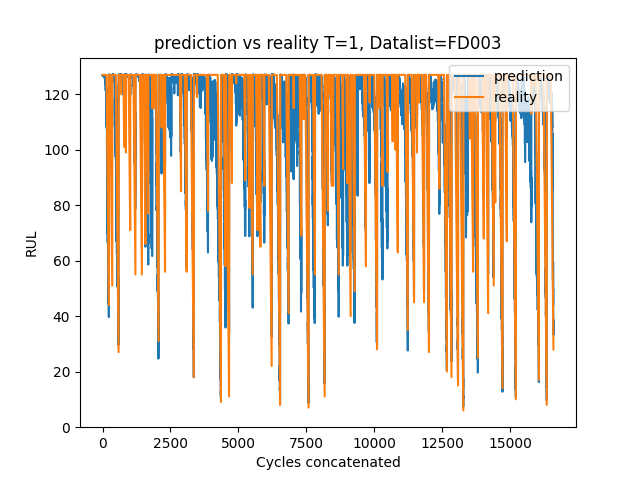 prediction vs reality T=1, Datalist=FD003
prediction
reality
RUL
120
100
80
60
40
20
0
0 2500 5000 7500 10000 12500 15000
Cycles concatenated